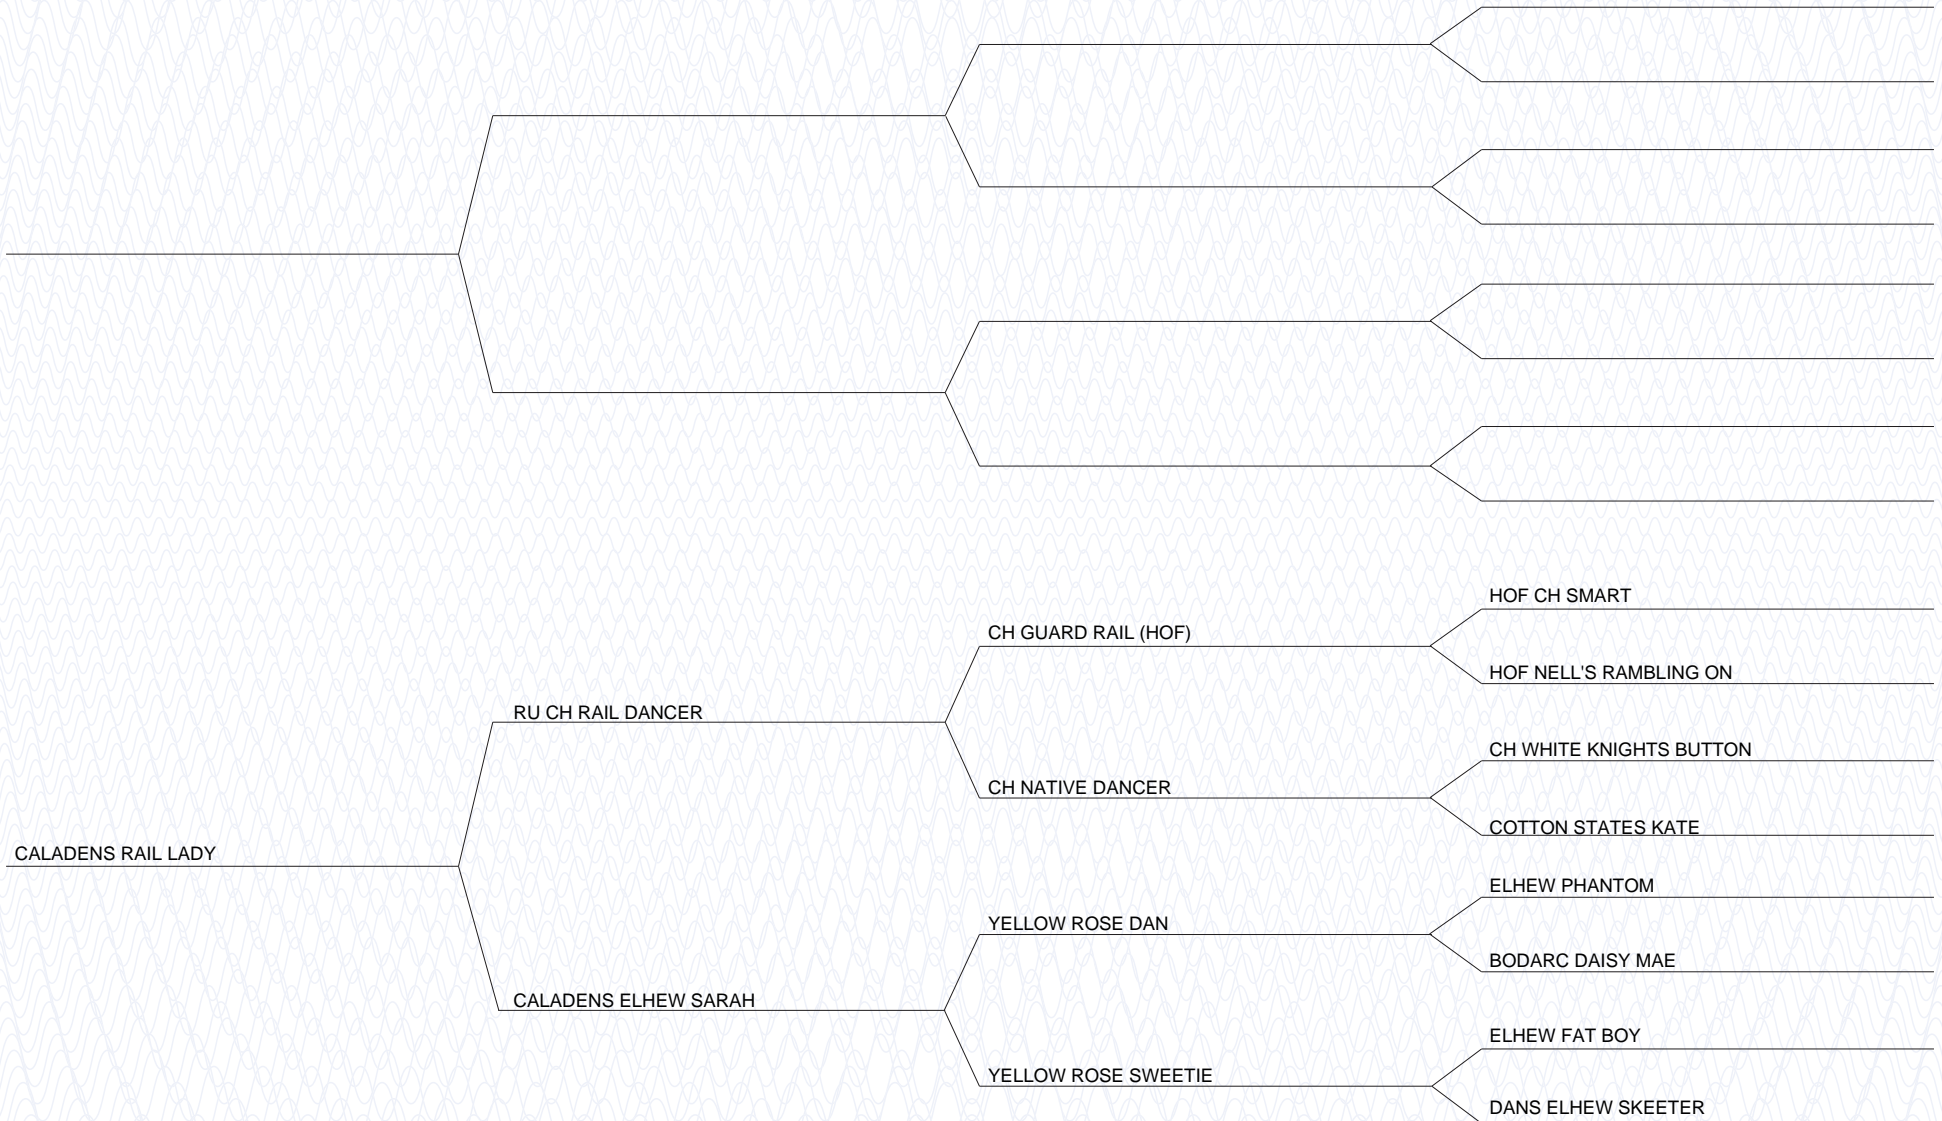 HOF CH SMART
CH GUARD RAIL (HOF)
HOF NELL'S RAMBLING ON
RU CH RAIL DANCER
CH WHITE KNIGHTS BUTTON
CH NATIVE DANCER
COTTON STATES KATE
CALADENS RAIL LADY
ELHEW PHANTOM
YELLOW ROSE DAN
BODARC DAISY MAE
CALADENS ELHEW SARAH
ELHEW FAT BOY
YELLOW ROSE SWEETIE
DANS ELHEW SKEETER